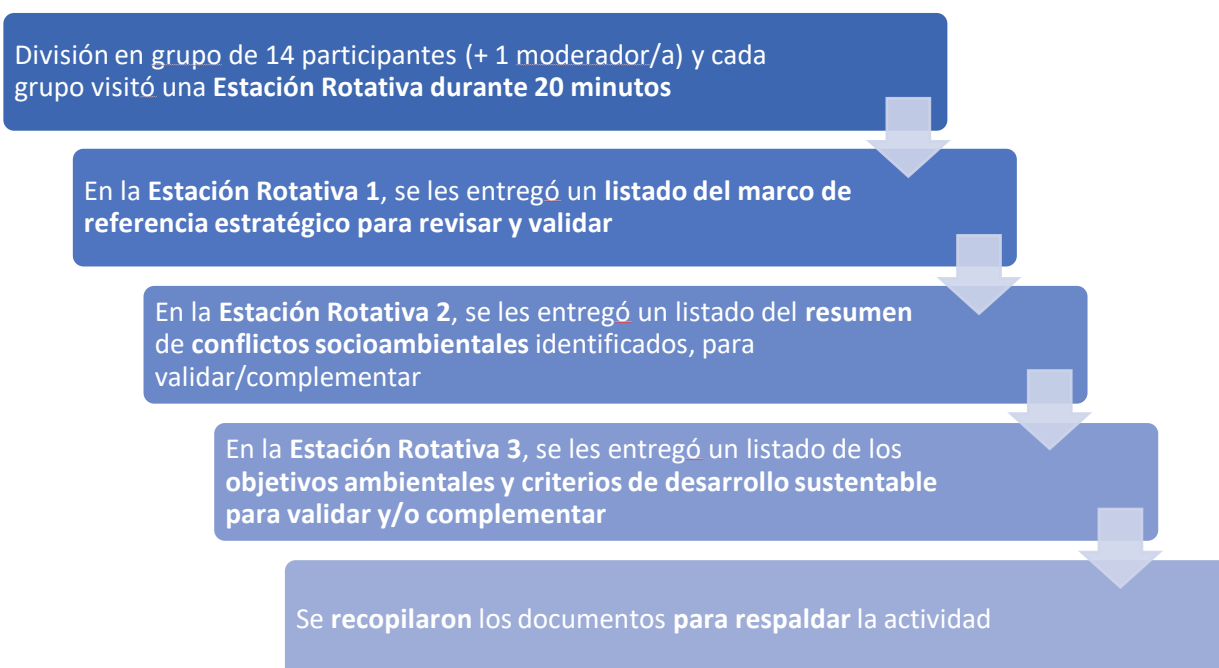 División en grupo de 14 participantes (+ 1 moderador/a) y cada
grupo visitó una Estación Rotativa durante 20 minutos
En la Estación Rotativa 1, se les entregó un listado del marco de
referencia estratégico para revisar y validar
En la Estación Rotativa 2, se les entregó un listado del resumen
de conflictos socioambientales identificados, para
validar/complementar
En la Estación Rotativa 3, se les entregó un listado de los
objetivos ambientales y criterios de desarrollo sustentable
para validar y/o complementar
Se recopilaron los documentos para respaldar la actividad